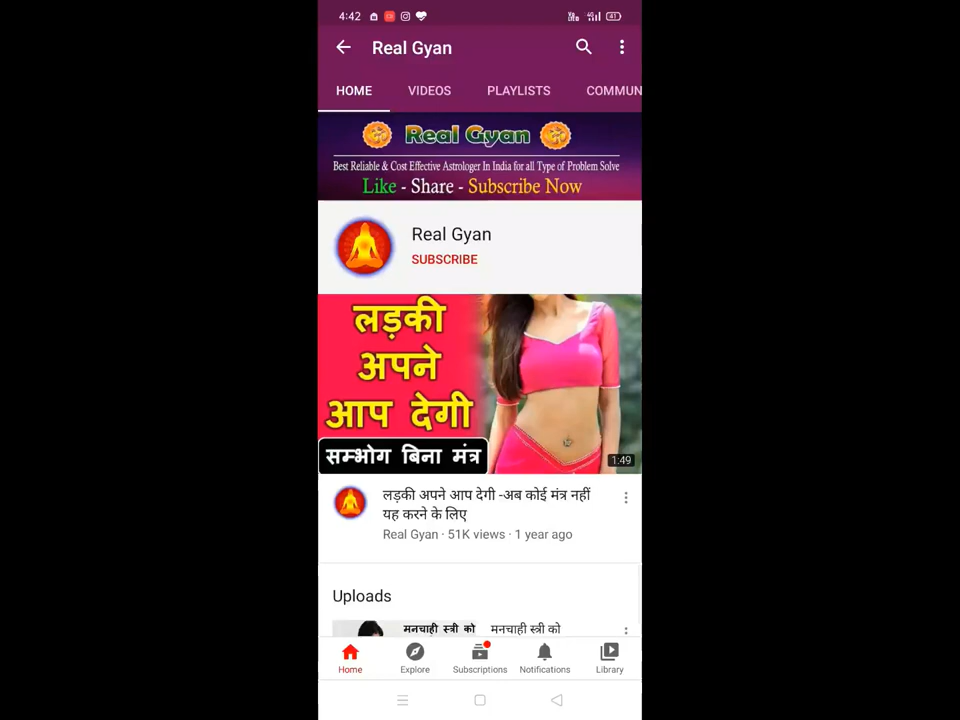 4:42
Real Gyan
HOME VIDEOS PLAYLISTS COMMUN
Real Gyan
Best Reliable & Cost Effective Astrologer In India for all Type of Problem Solve
Like - Share - Subscribe Now
Real Gyan
SUBSCRIBE
लड़की
अपने
आप देगी
सम्भोग बिना मंत्र
1:49
लड़की अपने आप देगी -अब कोई मंत्र नहीं
यह करने के लिए
Real Gyan · 51K views · 1 year ago
Uploads
मनचाही स्त्री को मनचाही स्त्री को
Home Explore Subscriptions Notifications Library